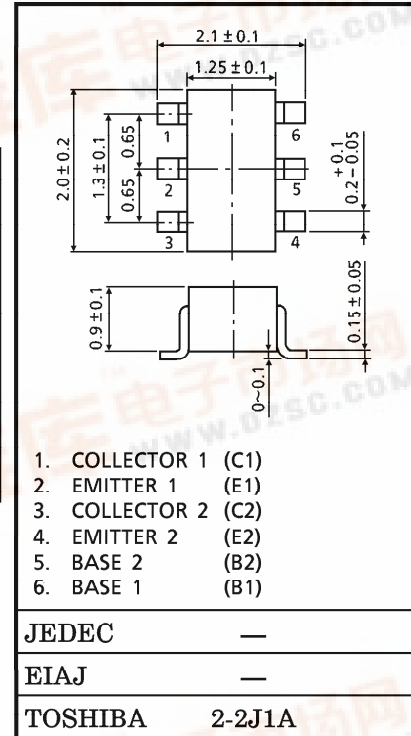 2.1±0.1
1.25±0.1
1
6
2
5
3
4
2.0±0.2
1.3±0.1
0.65
0.65
+0.1
0.2-0.05
0.9±0.1
0.15±0.05
0~0.1
1. COLLECTOR 1 (C1)
2. EMITTER 1 (E1)
3. COLLECTOR 2 (C2)
4. EMITTER 2 (E2)
5. BASE 2 (B2)
6. BASE 1 (B1)
JEDEC —
EIAJ —
TOSHIBA 2-2J1A